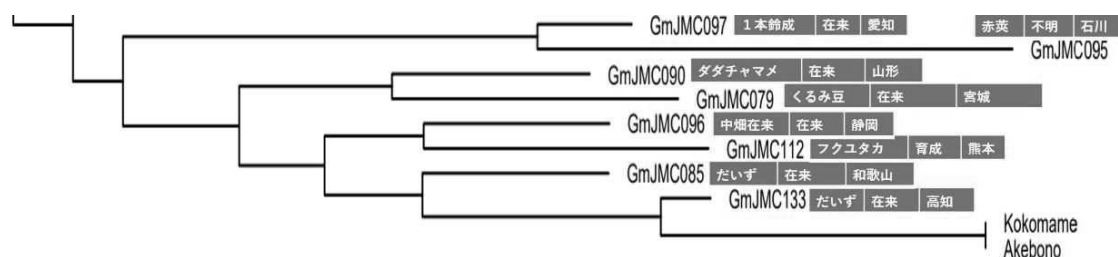 GmJMC097 1本鈴成 在来 愛知 赤莢 不明 石川
GmJMC095
GmJMC090 ダダチャマメ 在来 山形
GmJMC079 くるみ豆 在来 宮城
GmJMC096 中畑在来 在来 静岡
GmJMC112 フクユタカ 育成 熊本
GmJMC085 だいず 在来 和歌山
GmJMC133 だいず 在来 高知
Kokomame
Akebono